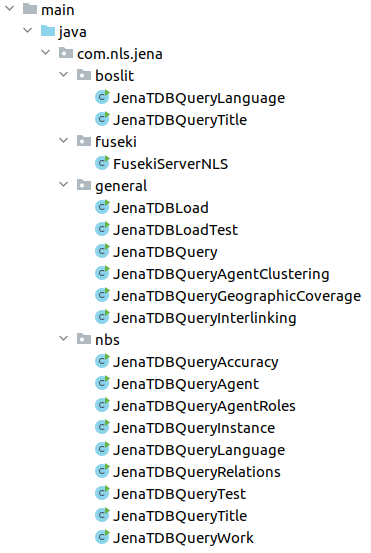 main
java
com.nls.jena
boslit
JenaTDBQueryLanguage
JenaTDBQueryTitle
fuseki
FusekiServerNLS
general
JenaTDBLoad
JenaTDBLoadTest
JenaTDBQuery
JenaTDBQueryAgentClustering
JenaTDBQueryGeographicCoverage
JenaTDBQueryInterlinking
nbs
JenaTDBQueryAccuracy
JenaTDBQueryAgent
JenaTDBQueryAgentRoles
JenaTDBQueryInstance
JenaTDBQueryLanguage
JenaTDBQueryRelations
JenaTDBQueryTest
JenaTDBQueryTitle
JenaTDBQueryWork